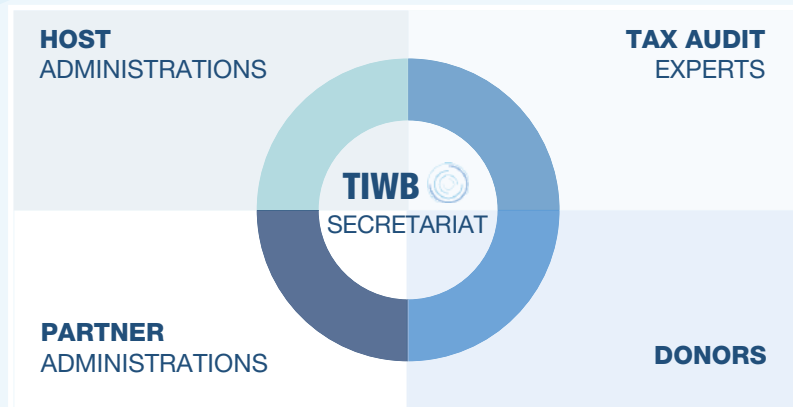 HOST
ADMINISTRATIONS
TAX AUDIT
EXPERTS
TIWB
SECRETARIAT
PARTNER
ADMINISTRATIONS
DONORS